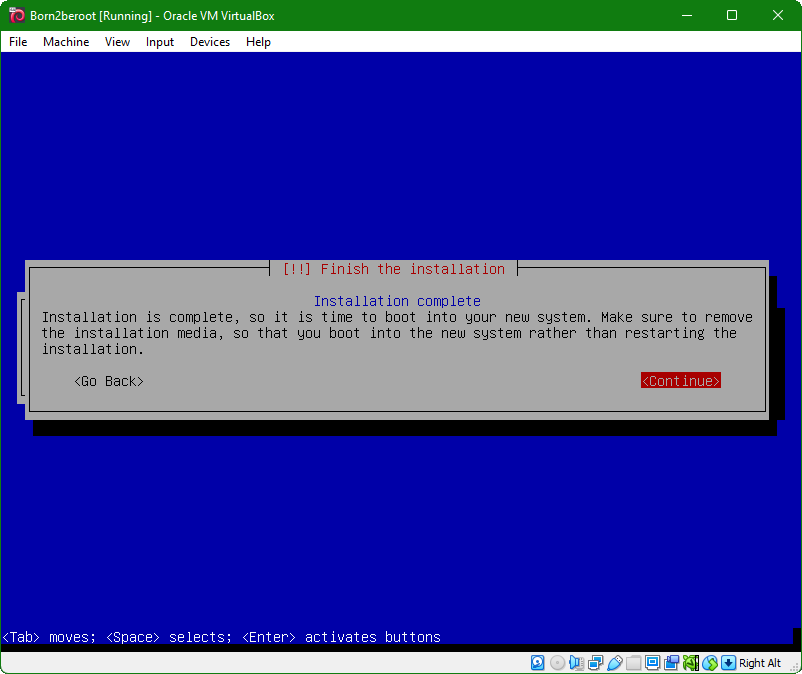 Born2beroot [Running] - Oracle VM VirtualBox
File Machine View Input Devices Help
[!!] Finish the installation
Installation complete
Installation is complete, so it is time to boot into your new system. Make sure to remove
the installation media, so that you boot into the new system rather than restarting the
installation.
<Go Back> <Continue>
<Tab> moves; <Space> selects; <Enter> activates buttons
Right Alt